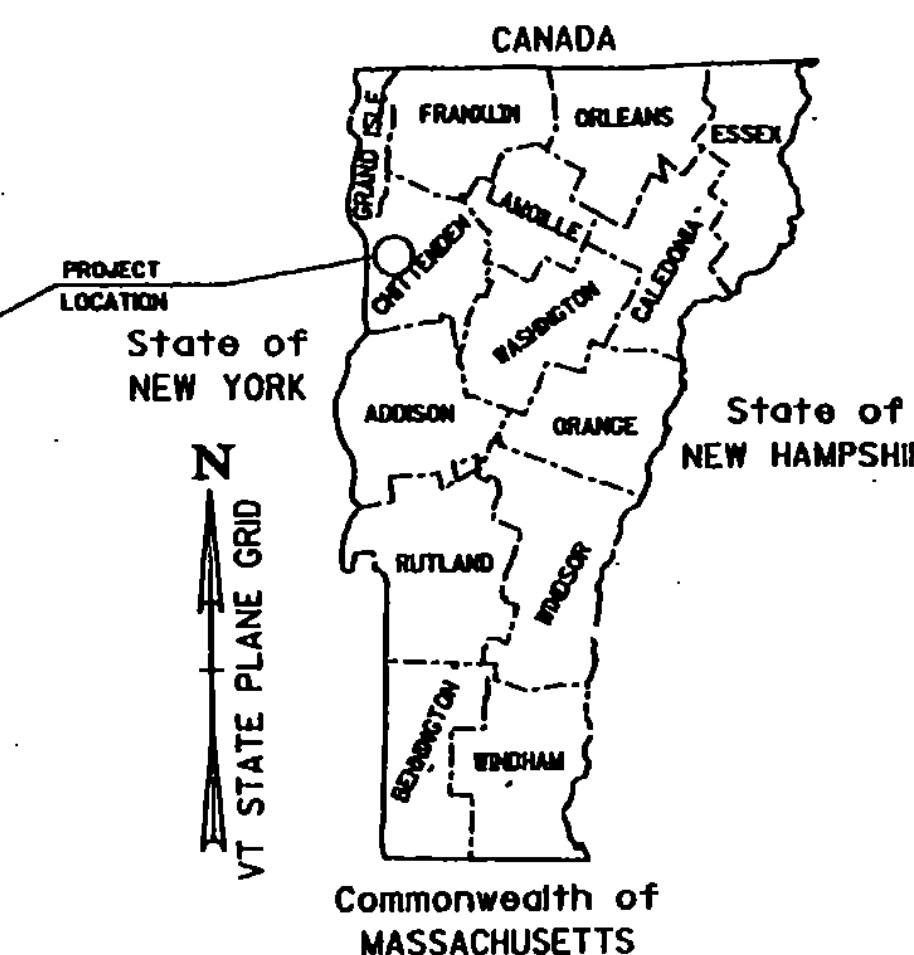 CANADA
FRANKLIN
ORLEANS
ESSEX
GRAND ISLE
LAMOILLE
CHITTENDEN
CALEDONIA
PROJECT
LOCATION
WASHINGTON
State of
NEW YORK
ADDISON
ORANGE
State of
NEW HAMPSHI
N
VT STATE PLANE GRID
RUTLAND
WINDSOR
BENNINGTON
WINDHAM
Commonwealth of
MASSACHUSETTS